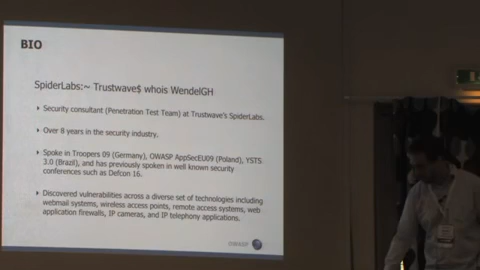 BIO
SpiderLabs:~ Trustwave$ whois WendelGH
Security consultant (Penetration Test Team) at Trustwave's SpiderLabs.
Over 8 years in the security industry.
Spoke in Troopers 09 (Germany), OWASP AppSecEU09 (Poland), YSTS
3.0 (Brazil), and has previously spoken in well known security
conferences such as Defcon 16.
Discovered vulnerabilities across a diverse set of technologies including
webmail systems, wireless access points, remote access systems, web
application firewalls, IP cameras, and IP telephony applications.
OWASP